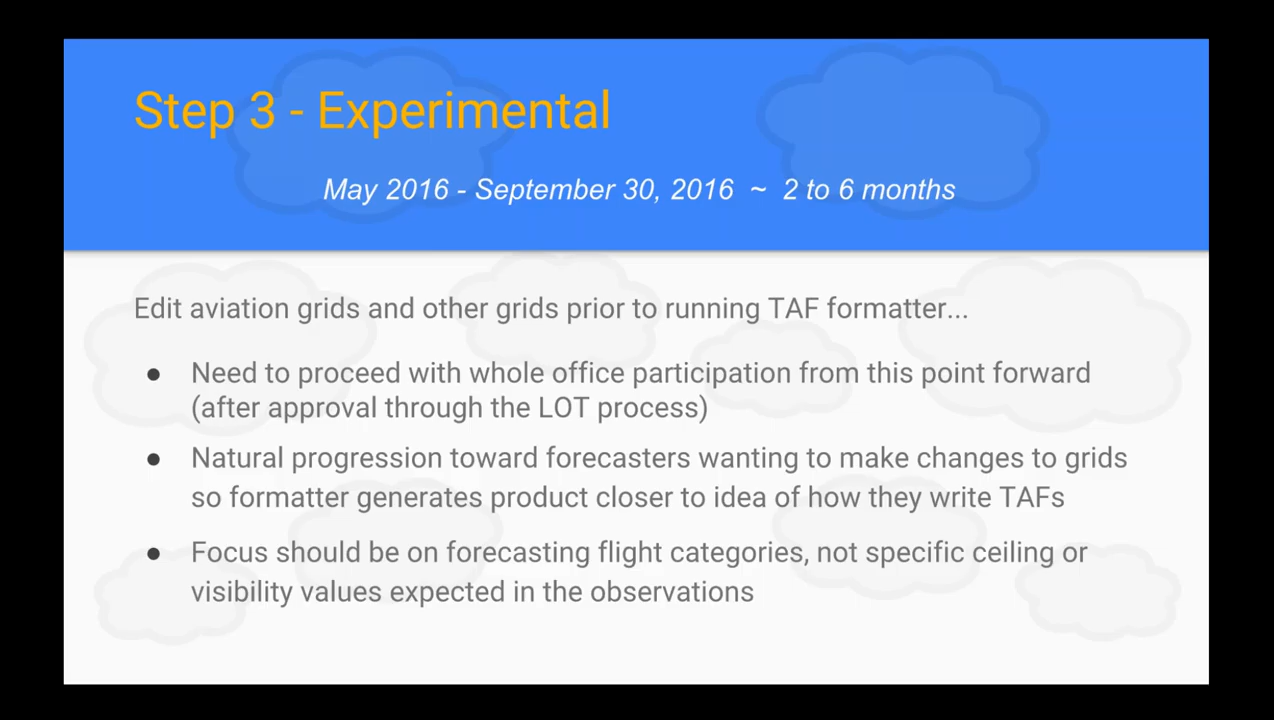 Step 3 - Experimental
May 2016 - September 30, 2016 ~ 2 to 6 months
Edit aviation grids and other grids prior to running TAF formatter...
● Need to proceed with whole office participation from this point forward
(after approval through the LOT process)
● Natural progression toward forecasters wanting to make changes to grids
so formatter generates product closer to idea of how they write TAFs
● Focus should be on forecasting flight categories, not specific ceiling or
visibility values expected in the observations